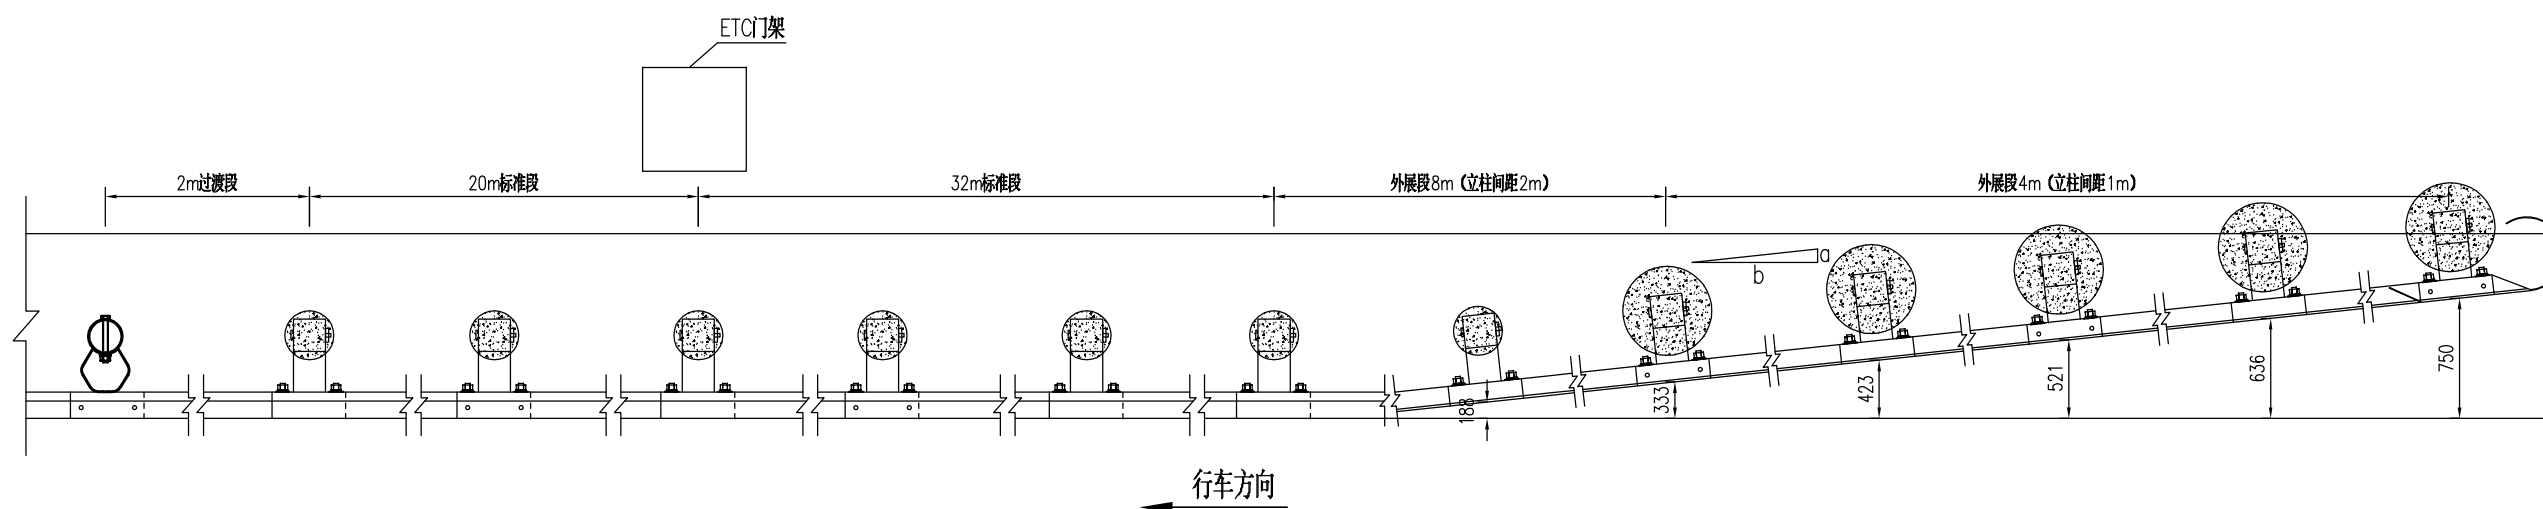 ETC门架
2m过渡段
20m标准段
32m标准段
外展段8m（立柱间距2m）
外展段4m（立柱间距1m）
a
b
188
333
423
521
636
750
行车方向